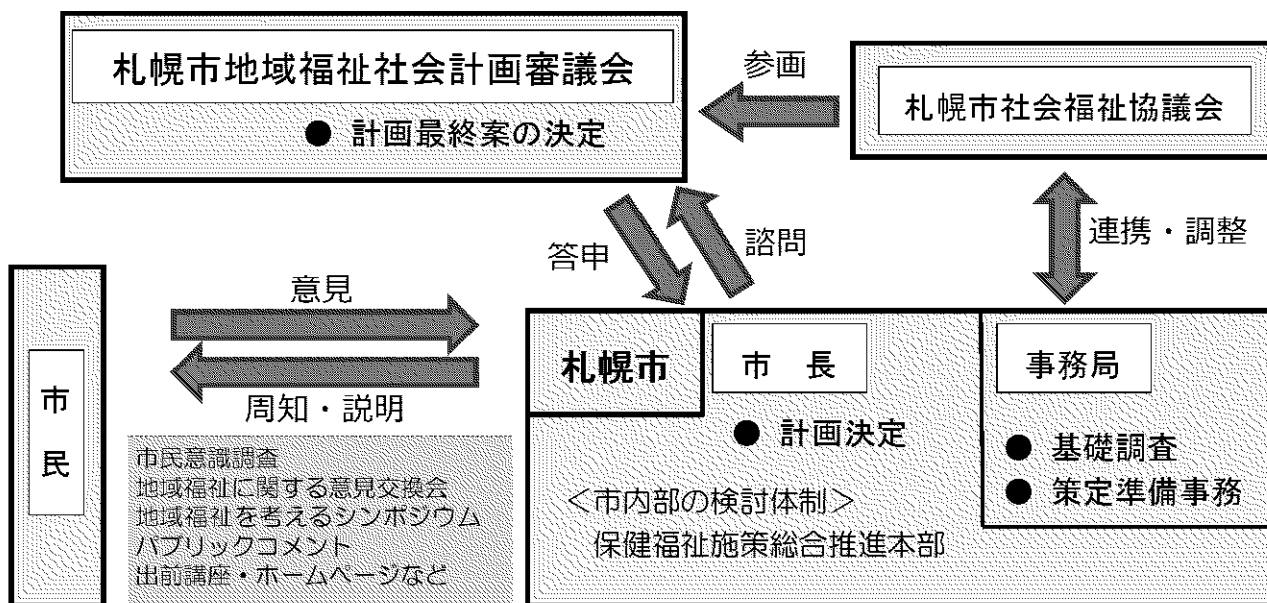 札幌市地域福祉社会計画審議会
● 計画最終案の決定
参画
札幌市社会福祉協議会
答申
諮問
連携・調整
市民
意見
周知・説明
市民意識調査
地域福祉に関する意見交換会
地域福祉を考えるシンポジウム
パブリックコメント
出前講座・ホームページなど
札幌市
市 長
● 計画決定
＜市内部の検討体制＞
保健福祉施策総合推進本部
事務局
● 基礎調査
● 策定準備事務